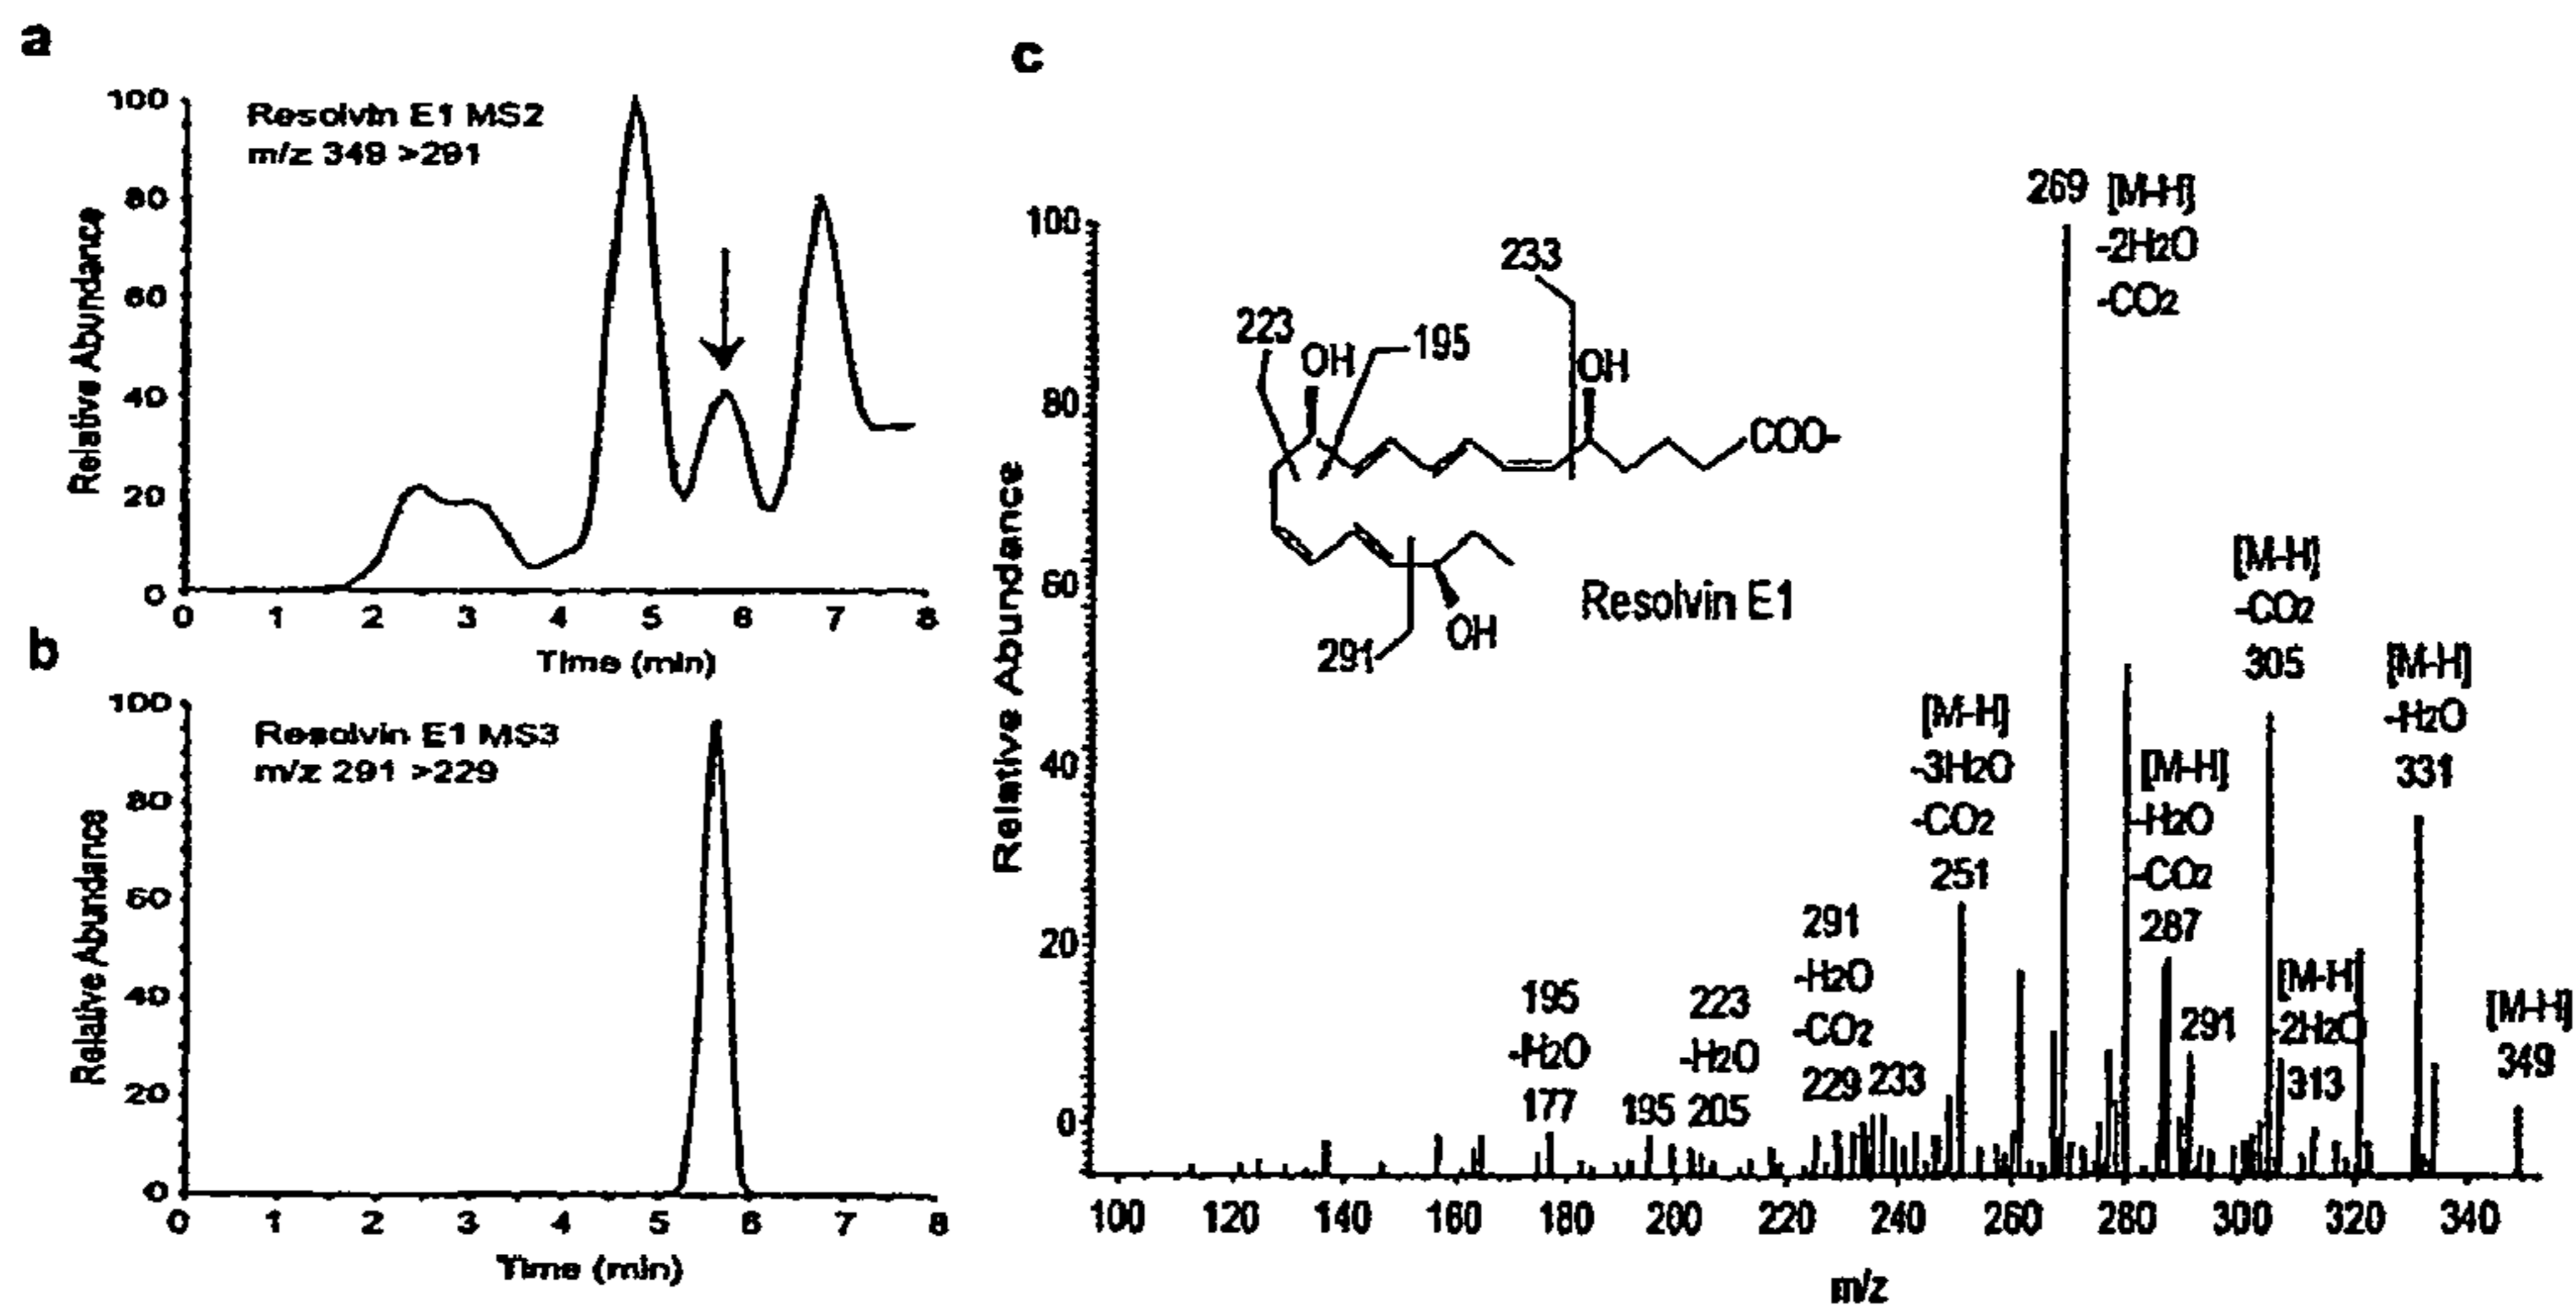 a
Resolvin E1 MS2
m/z 349 >291
Relative Abundance
100
80
60
40
20
0
0 1 2 3 4 5 6 7 8
Time (min)
b
Resolvin E1 MS3
m/z 291 >229
Relative Abundance
100
80
60
40
20
0
0 1 2 3 4 5 6 7 8
Time (min)
c
Relative Abundance
100
80
60
40
20
0
223
OH
195
233
OH
COO-
291
OH
Resolvin E1
195
-H2O
177
195
223
-H2O
205
291
-H2O
-CO2
229
233
[M-H]
-3H2O
-CO2
251
269 [M-H]
-2H2O
-CO2
[M-H]
-H2O
-CO2
287
291
[M-H]
-CO2
305
[M-H
-2H2O
313
[M-H]
-H2O
331
[M-H]
349
100 120 140 160 180 200 220 240 260 280 300 320 340
m/z